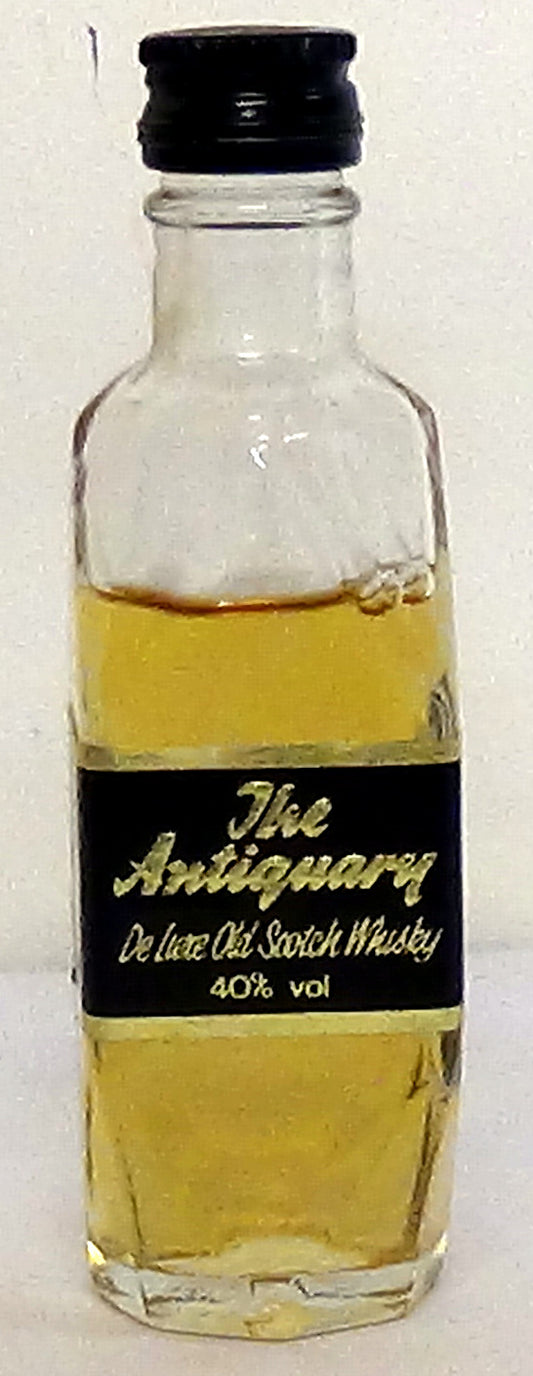 The
Antiquary
De Luxe Old Scotch Whisky
40% vol